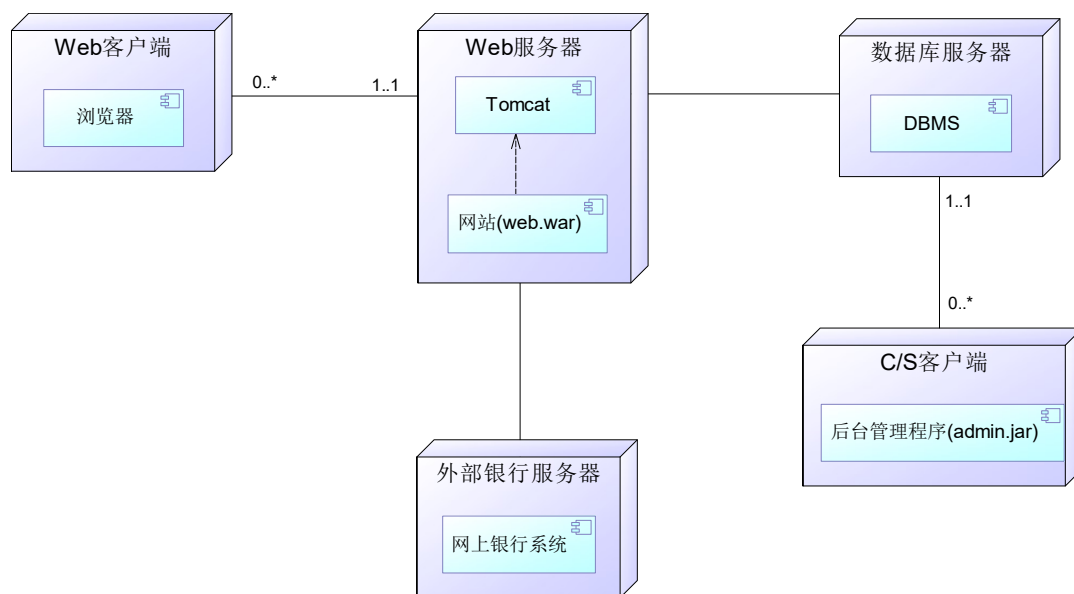 Web客户端
浏览器
0..*
1..1
Web服务器
Tomcat
网站(web.war)
数据库服务器
DBMS
1..1
0..*
C/S客户端
后台管理程序(admin.jar)
外部银行服务器
网上银行系统